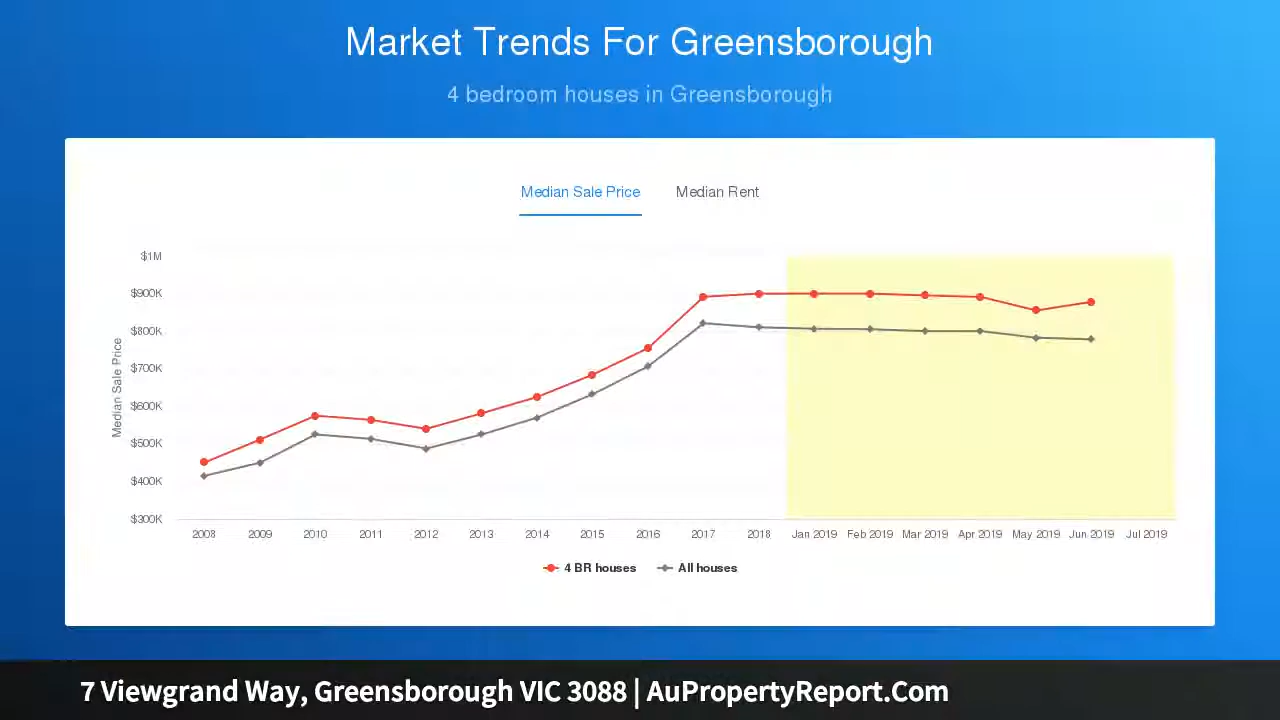 Market Trends For Greensborough
4 bedroom houses in Greensborough
Median Sale Price Median Rent
Median Sale Price
$1M
$900K
$800K
$700K
$600K
$500K
$400K
$300K
2008 2009 2010 2011 2012 2013 2014 2015 2016 2017 2018 Jan 2019 Feb 2019 Mar 2019 Apr 2019 May 2019 Jun 2019 Jul 2019
4 BR houses All houses
7 Viewgrand Way, Greensborough VIC 3088 | AuPropertyReport.Com